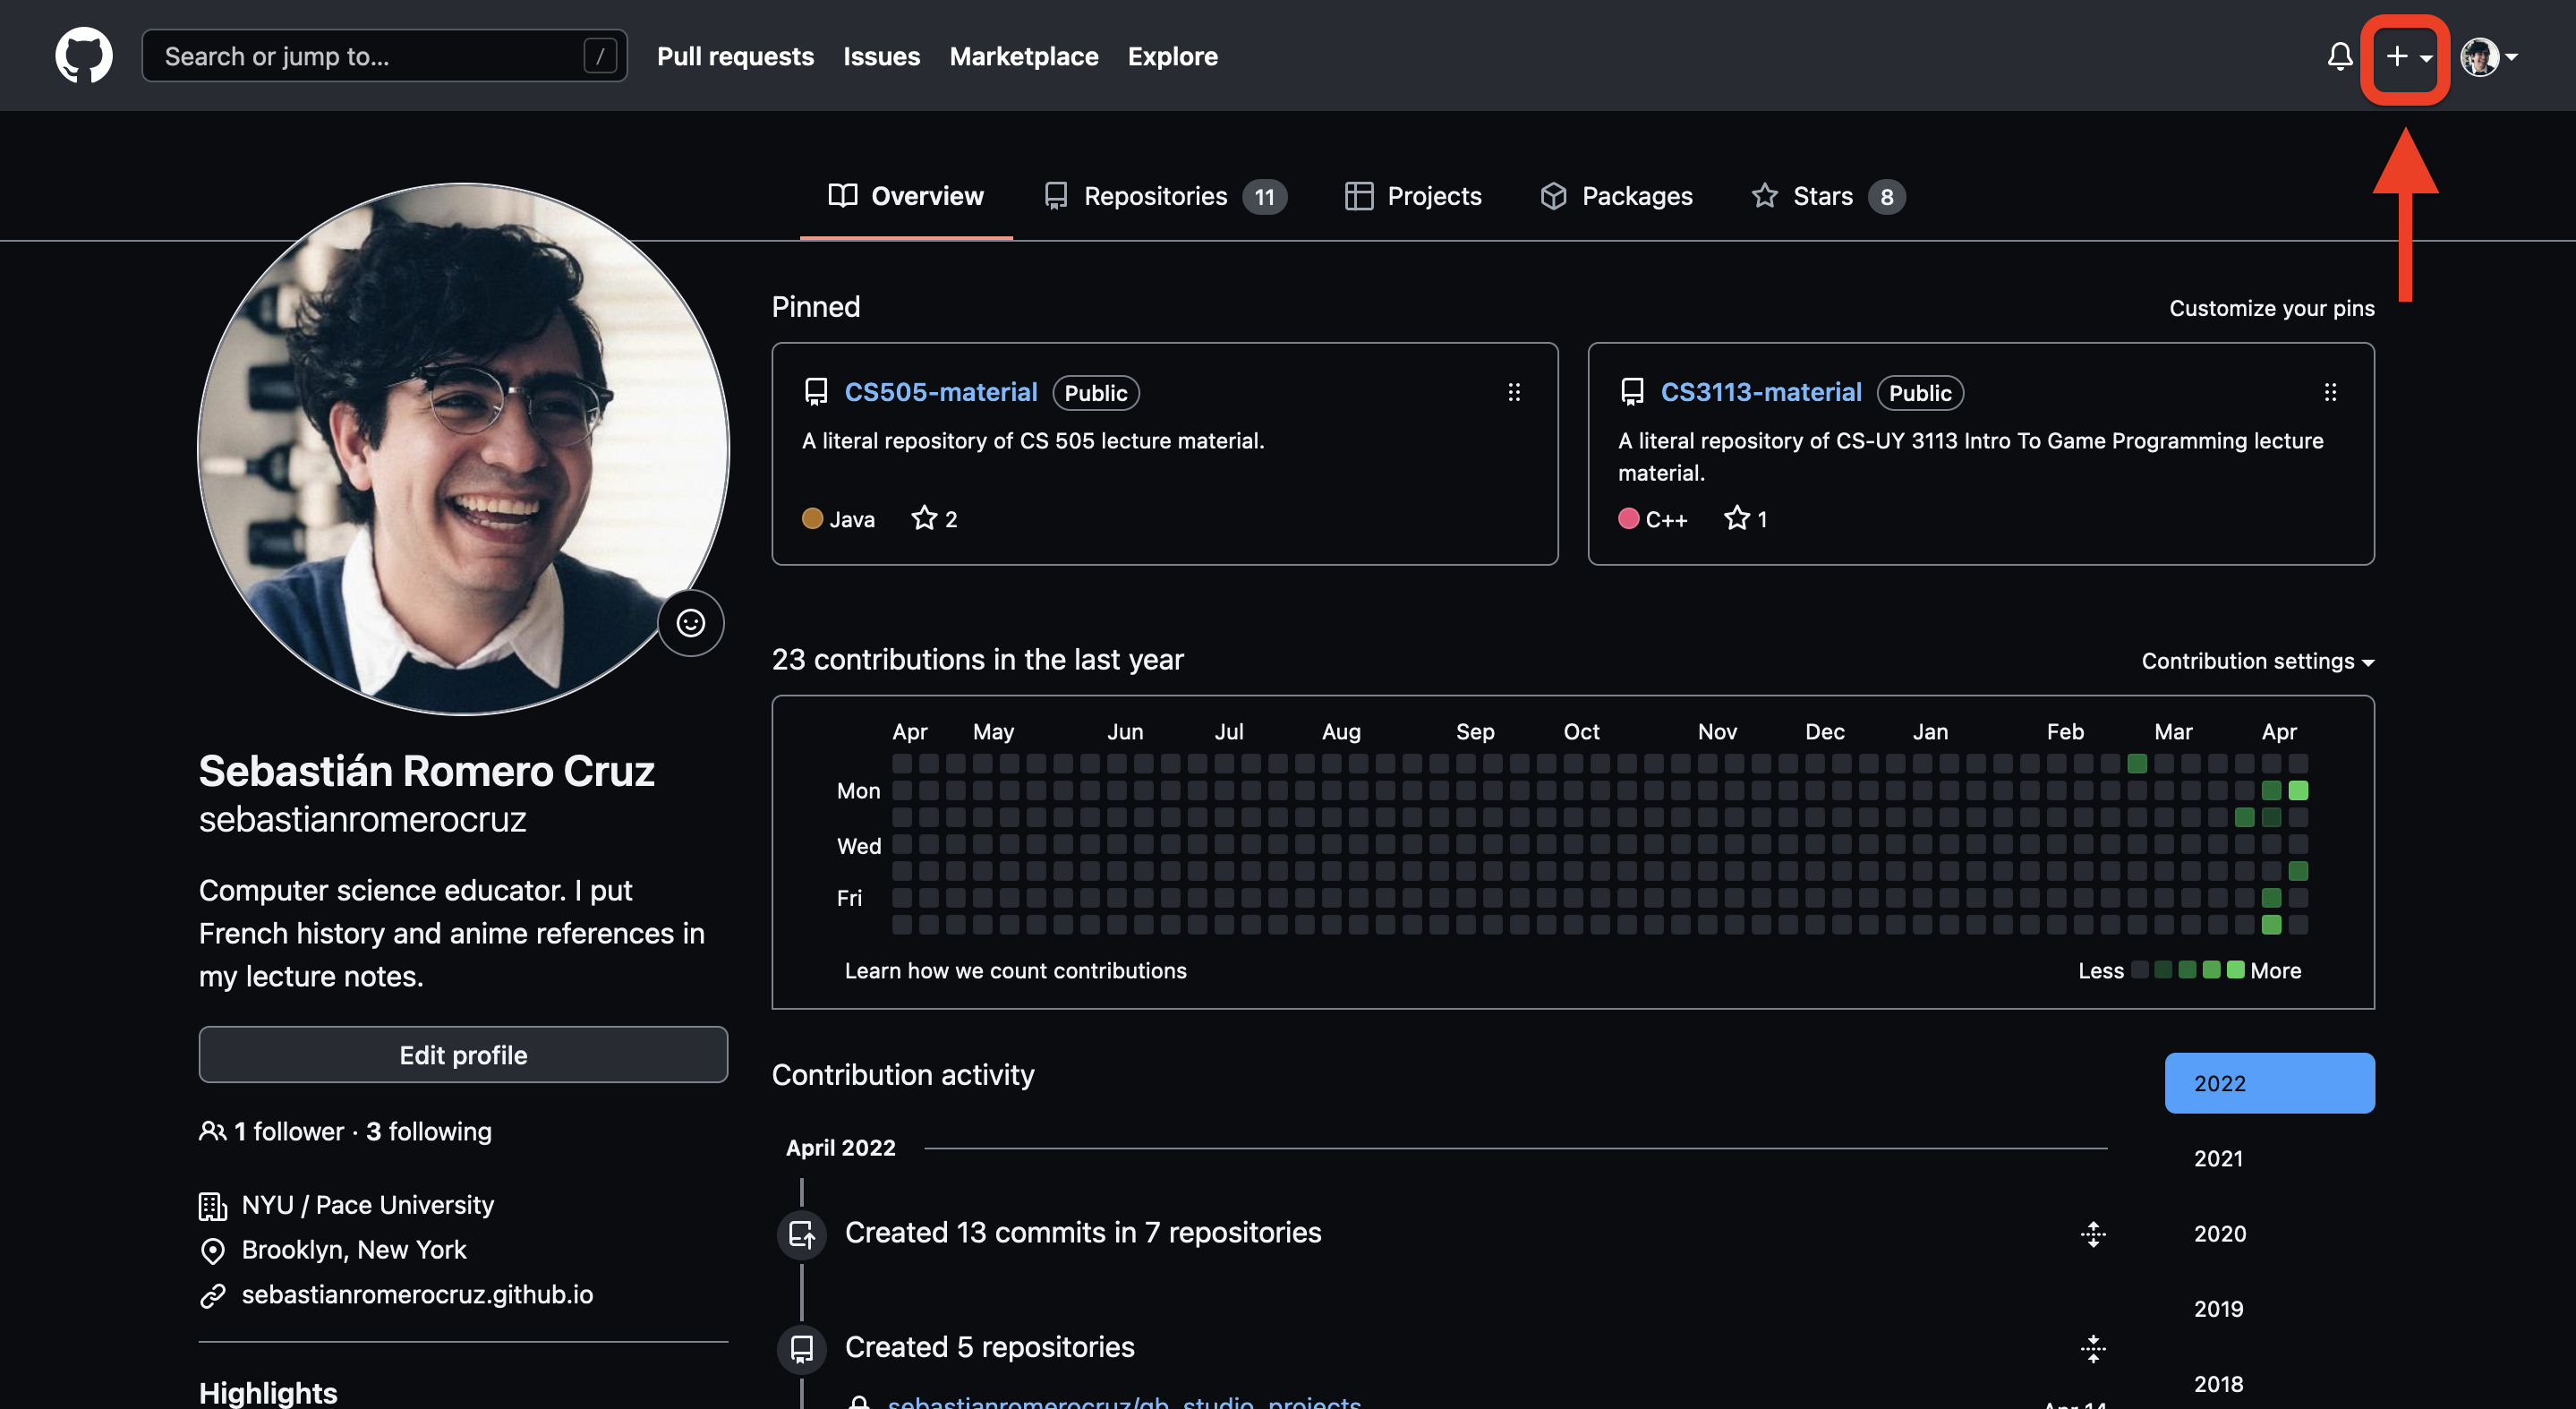 Search or jump to... /
Pull requests
Issues
Marketplace
Explore
Overview
Repositories 11
Projects
Packages
Stars 8
Sebastián Romero Cruz
sebastianromerocruz
Computer science educator. I put
French history and anime references in
my lecture notes.
Edit profile
1 follower · 3 following
NYU / Pace University
Brooklyn, New York
sebastianromerocruz.github.io
Highlights
Pinned
Customize your pins
CS505-material Public
A literal repository of CS 505 lecture material.
Java 2
CS3113-material Public
A literal repository of CS-UY 3113 Intro To Game Programming lecture
material.
C++ 1
23 contributions in the last year
Contribution settings
Apr May Jun Jul Aug Sep Oct Nov Dec Jan Feb Mar Apr
Mon
Wed
Fri
Learn how we count contributions
Less More
Contribution activity
2022
2021
2020
2019
2018
April 2022
Created 13 commits in 7 repositories
Created 5 repositories
sebastianromerocruz/gb_studio_projects
Apr 14